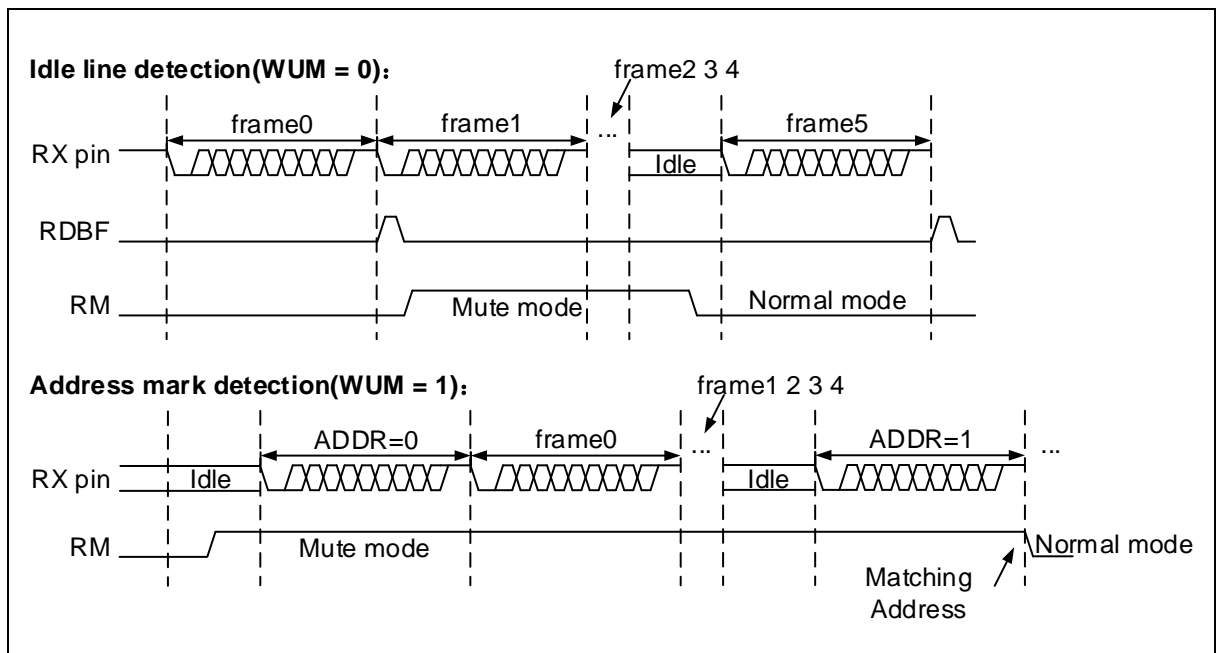 Idle line detection(WUM = 0)：
frame2 3 4
...
frame0 frame1 frame5
RX pin Idle
RDBF
RM Mute mode Normal mode
Address mark detection(WUM = 1)：
frame1 2 3 4
ADDR=0 frame0 ... ADDR=1 ...
RX pin Idle Idle
RM Mute mode Normal mode
Matching
Address